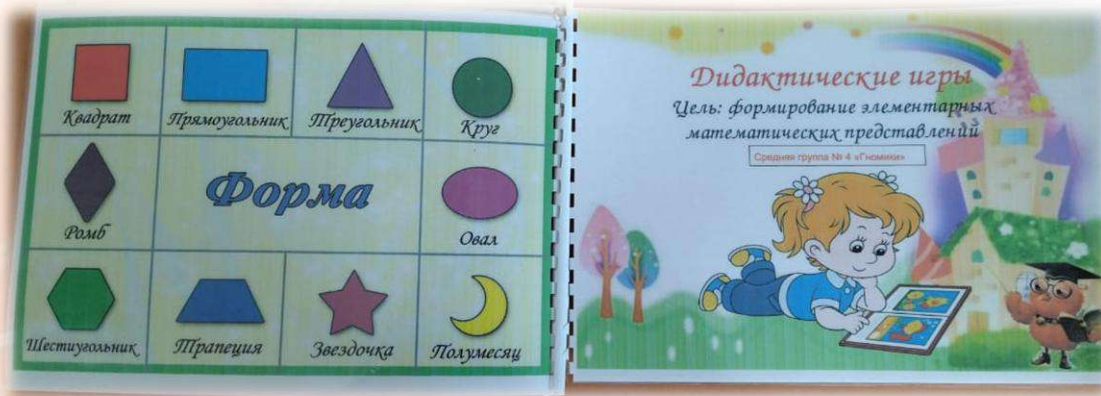 Квадрат
Прямоугольник
Треугольник
Круг
Ромб
Форма
Овал
Шестиугольник
Трапеция
Звездочка
Полумесяц
Дидактические игры
Цель: формирование элементарных
математических представлений
Средняя группа № 4 «Гномики»